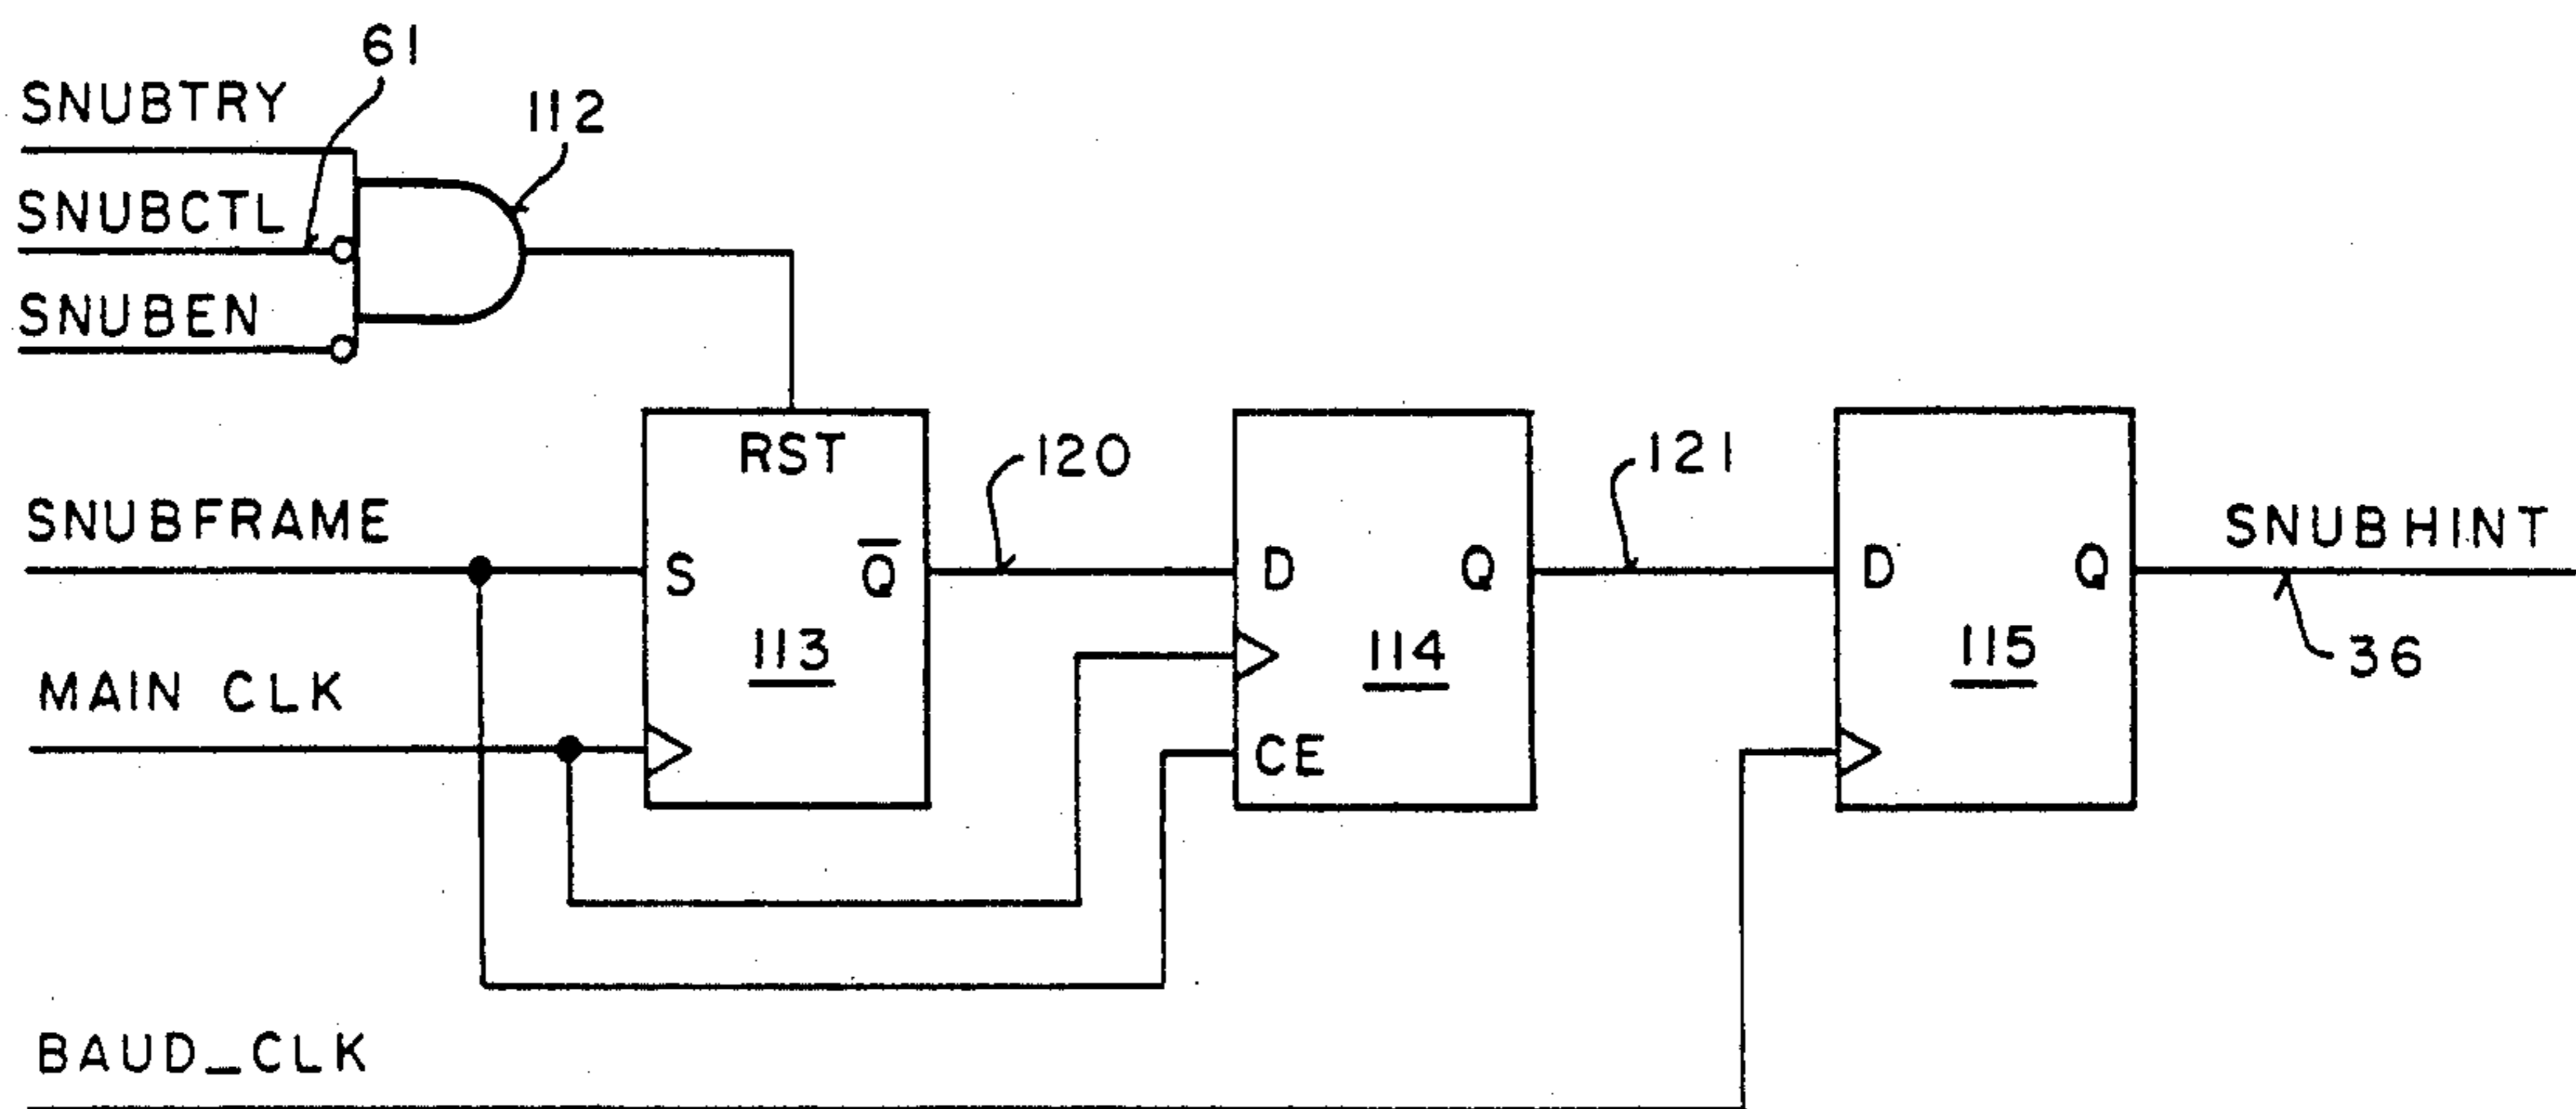 61
SNUBTRY
112
SNUBCTL
SNUBEN
RST
120
121
SNUBFRAME
SNUBHINT
S
Q̅
D
Q
D
Q
113
114
115
36
MAIN CLK
CE
BAUD_CLK